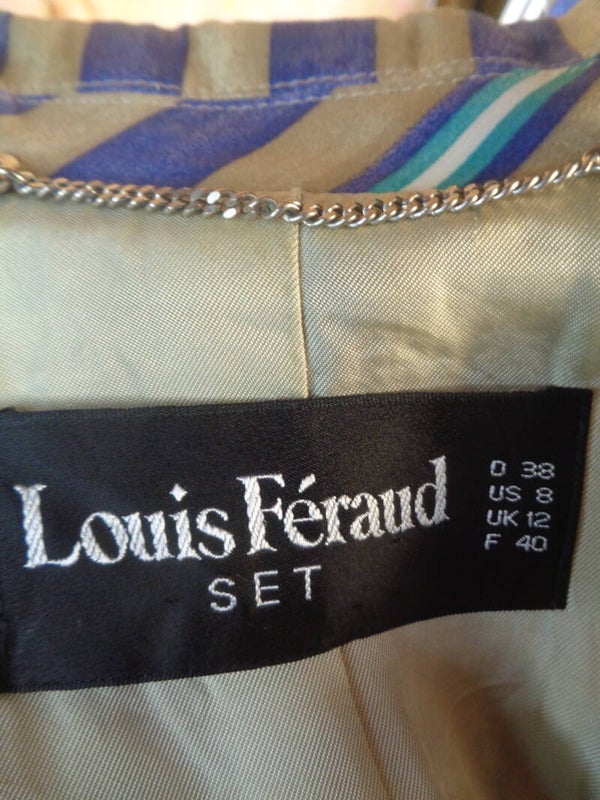 Louis Féraud
SET
D 38
US 8
UK 12
F 40